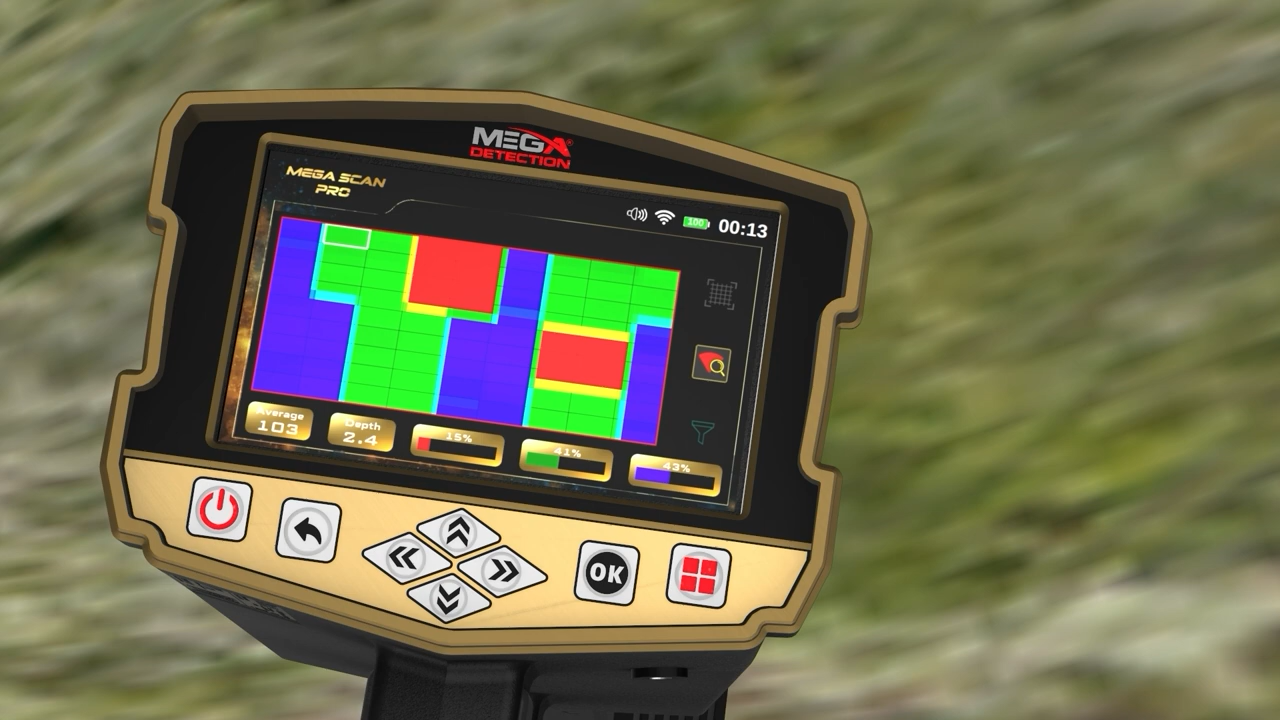 MEGA®
DETECTION
MEGA SCAN
PRO
100
00:13
Average
103
Depth
2.4
15%
41%
43%
OK